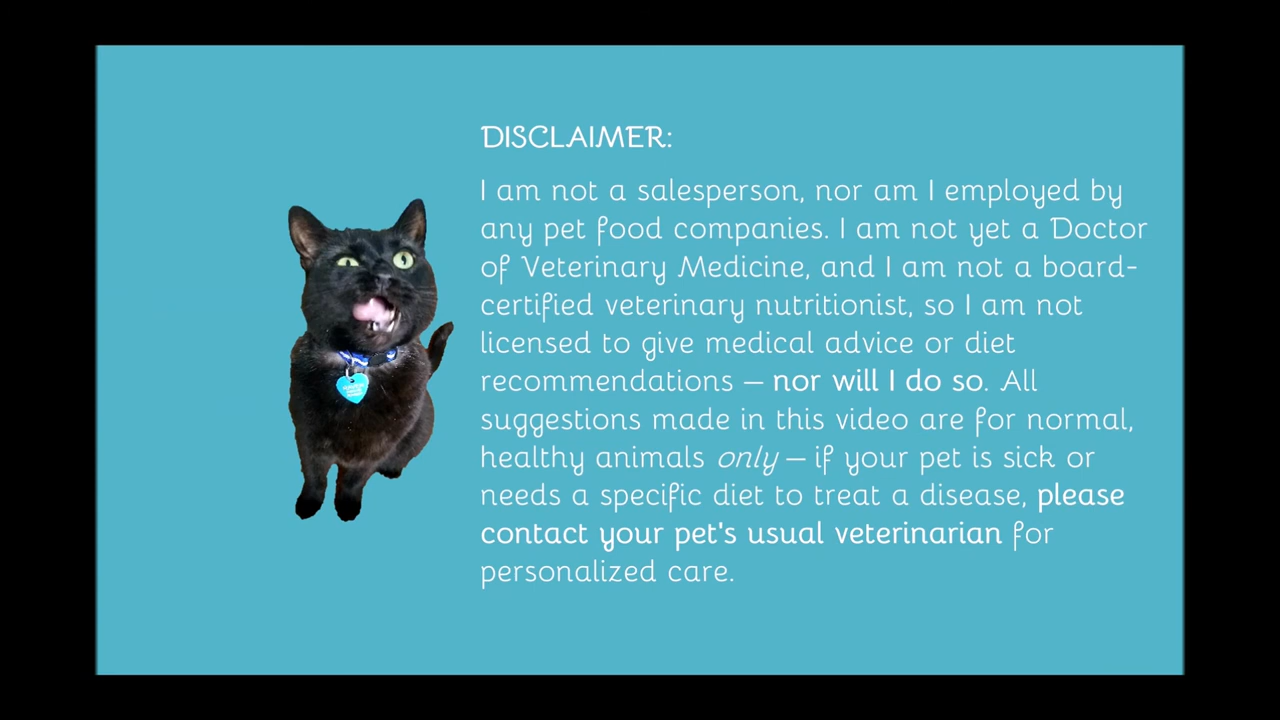 DISCLAIMER:
I am not a salesperson, nor am I employed by
any pet food companies. I am not yet a Doctor
of Veterinary Medicine, and I am not a board-
certified veterinary nutritionist, so I am not
licensed to give medical advice or diet
recommendations – nor will I do so. All
suggestions made in this video are for normal,
healthy animals only – if your pet is sick or
needs a specific diet to treat a disease, please
contact your pet's usual veterinarian for
personalized care.